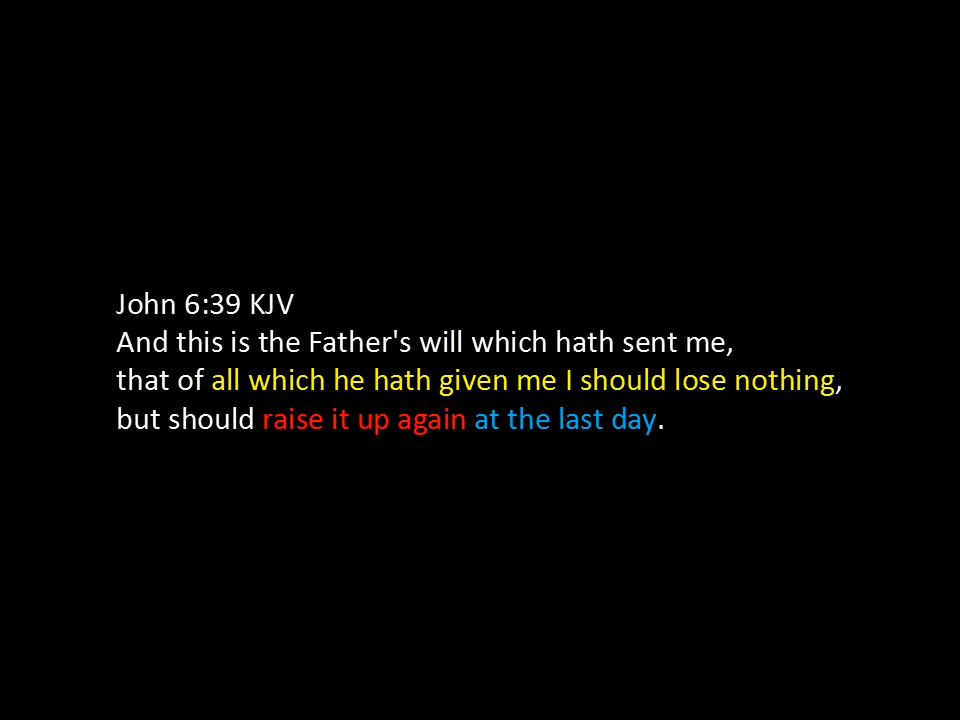 John 6:39 KJV
And this is the Father's will which hath sent me,
that of all which he hath given me I should lose nothing,
but should raise it up again at the last day.